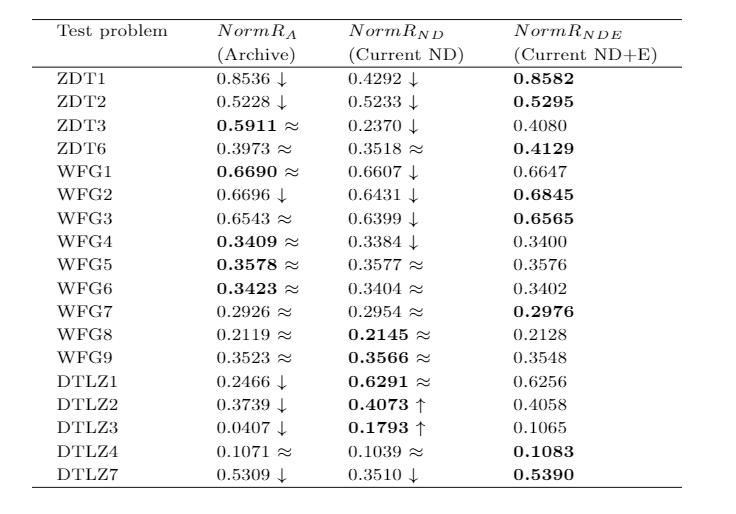 Test problem NormR_A NormR_ND NormR_NDE
(Archive) (Current ND) (Current ND+E)
ZDT1 0.8536 ↓ 0.4292 ↓ 0.8582
ZDT2 0.5228 ↓ 0.5233 ↓ 0.5295
ZDT3 0.5911 ≈ 0.2370 ↓ 0.4080
ZDT6 0.3973 ≈ 0.3518 ≈ 0.4129
WFG1 0.6690 ≈ 0.6607 ↓ 0.6647
WFG2 0.6696 ↓ 0.6431 ↓ 0.6845
WFG3 0.6543 ≈ 0.6399 ↓ 0.6565
WFG4 0.3409 ≈ 0.3384 ↓ 0.3400
WFG5 0.3578 ≈ 0.3577 ≈ 0.3576
WFG6 0.3423 ≈ 0.3404 ≈ 0.3402
WFG7 0.2926 ≈ 0.2954 ≈ 0.2976
WFG8 0.2119 ≈ 0.2145 ≈ 0.2128
WFG9 0.3523 ≈ 0.3566 ≈ 0.3548
DTLZ1 0.2466 ↓ 0.6291 ≈ 0.6256
DTLZ2 0.3739 ↓ 0.4073 ↑ 0.4058
DTLZ3 0.0407 ↓ 0.1793 ↑ 0.1065
DTLZ4 0.1071 ≈ 0.1039 ≈ 0.1083
DTLZ7 0.5309 ↓ 0.3510 ↓ 0.5390